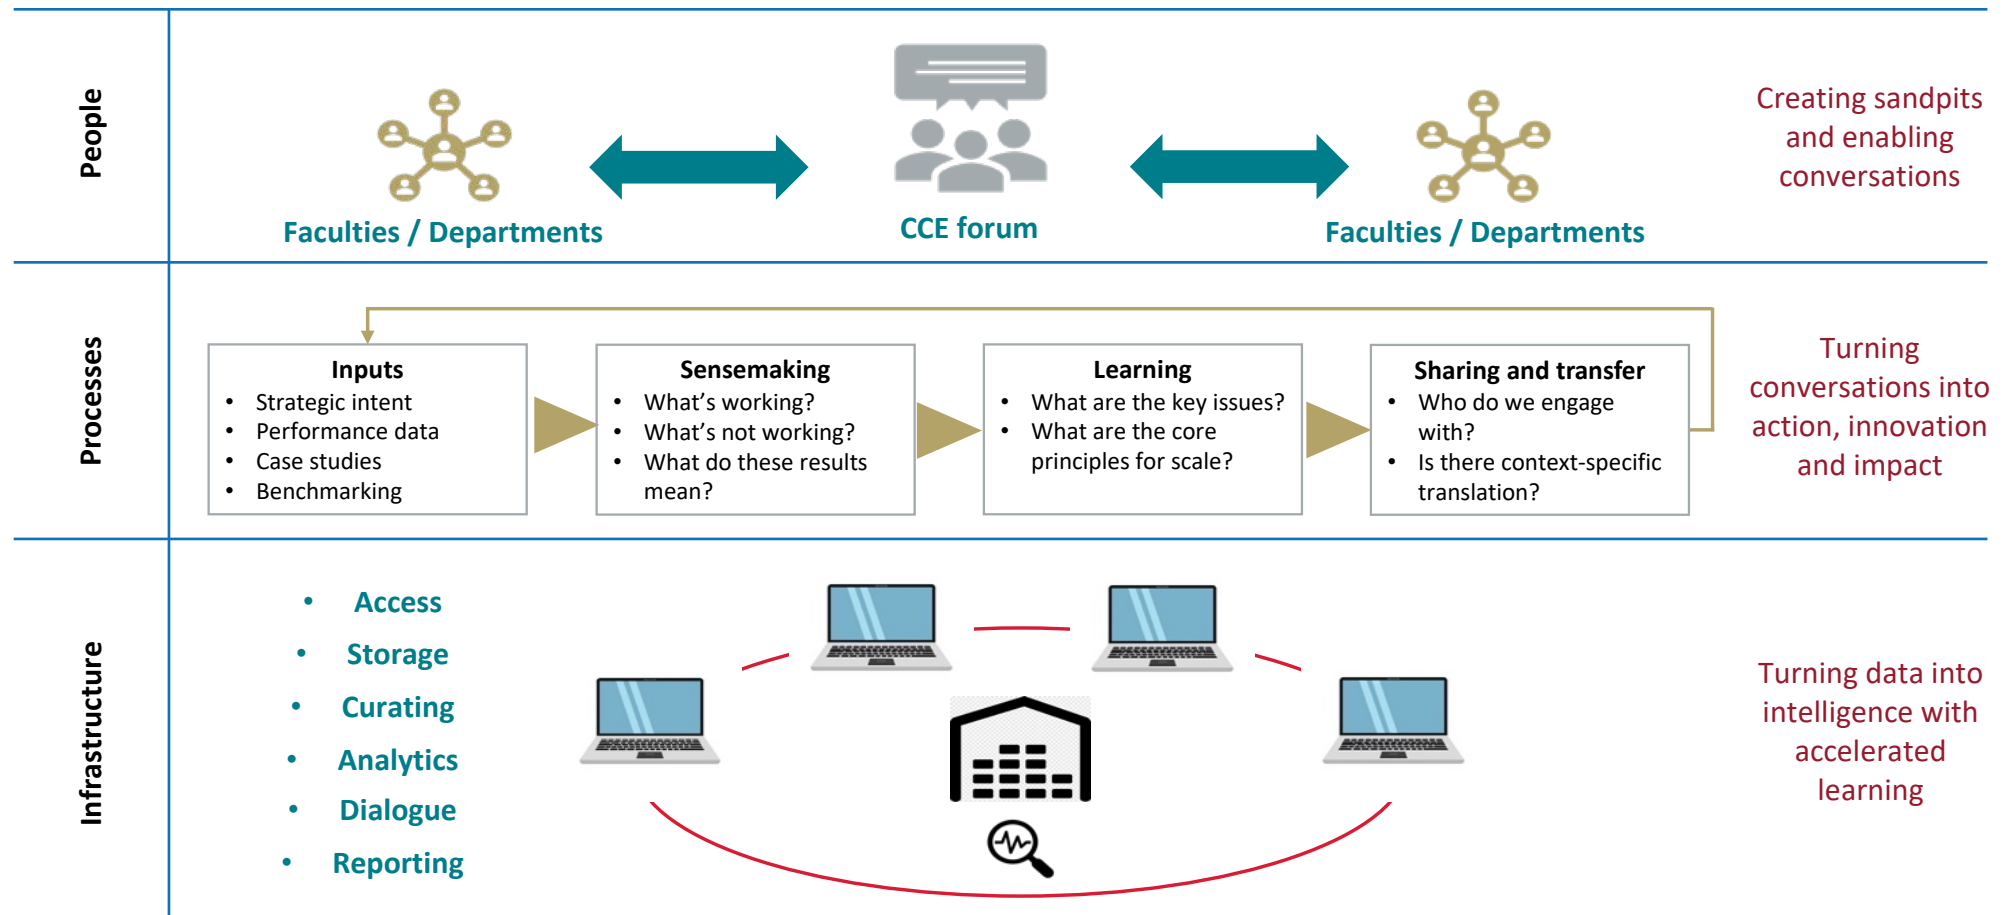 People
Faculties / Departments
CCE forum
Faculties / Departments
Creating sandpits
and enabling
conversations
Processes
Inputs
• Strategic intent
• Performance data
• Case studies
• Benchmarking
Sensemaking
• What’s working?
• What’s not working?
• What do these results
mean?
Learning
• What are the key issues?
• What are the core
principles for scale?
Sharing and transfer
• Who do we engage
with?
• Is there context-specific
translation?
Turning
conversations into
action, innovation
and impact
Infrastructure
• Access
• Storage
• Curating
• Analytics
• Dialogue
• Reporting
Turning data into
intelligence with
accelerated
learning